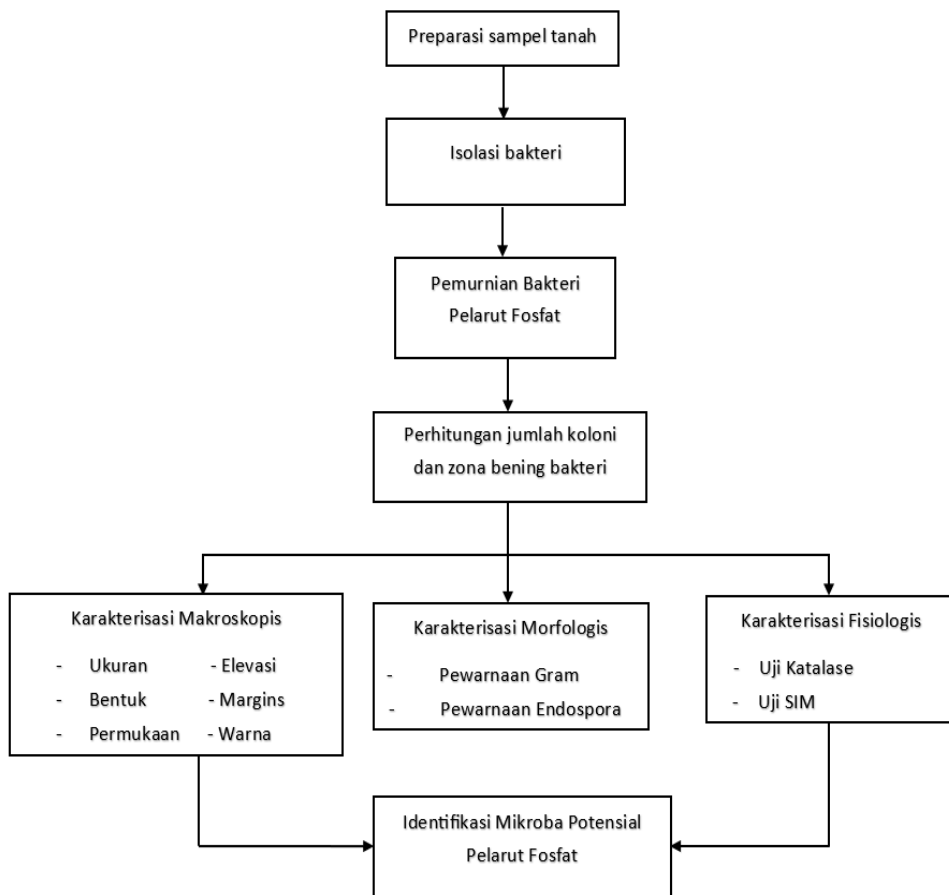 Preparasi sampel tanah
Isolasi bakteri
Pemurnian Bakteri
Pelarut Fosfat
Perhitungan jumlah koloni
dan zona bening bakteri
Karakterisasi Makroskopis
- Ukuran - Elevasi
- Bentuk - Margins
- Permukaan - Warna
Karakterisasi Morfologis
- Pewarnaan Gram
- Pewarnaan Endospora
Karakterisasi Fisiologis
- Uji Katalase
- Uji SIM
Identifikasi Mikroba Potensial
Pelarut Fosfat